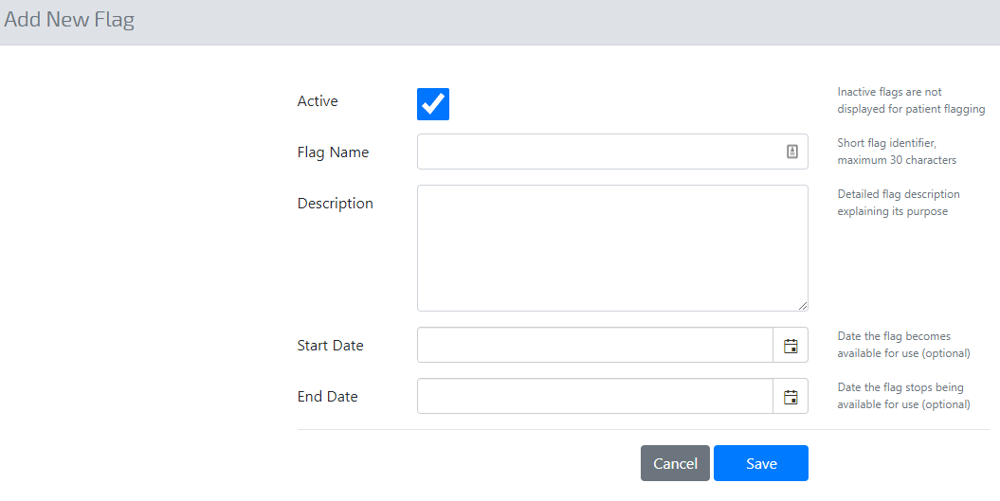 Add New Flag
Active
Inactive flags are not
displayed for patient flagging
Flag Name
Short flag identifier,
maximum 30 characters
Description
Detailed flag description
explaining its purpose
Start Date
Date the flag becomes
available for use (optional)
End Date
Date the flag stops being
available for use (optional)
Cancel
Save